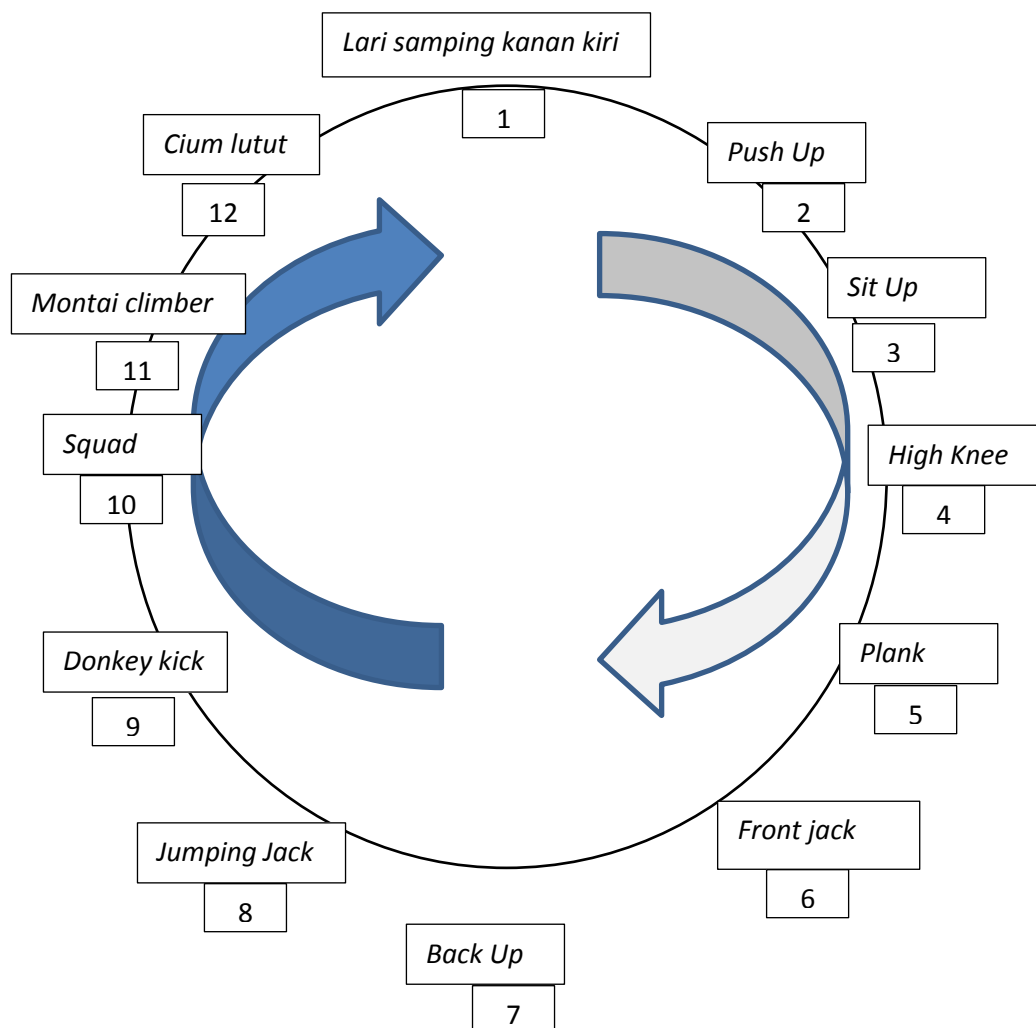 Lari samping kanan kiri
1
Push Up
2
Sit Up
3
High Knee
4
Plank
5
Front jack
6
Back Up
7
Jumping Jack
8
Donkey kick
9
Squad
10
Montai climber
11
Cium lutut
12